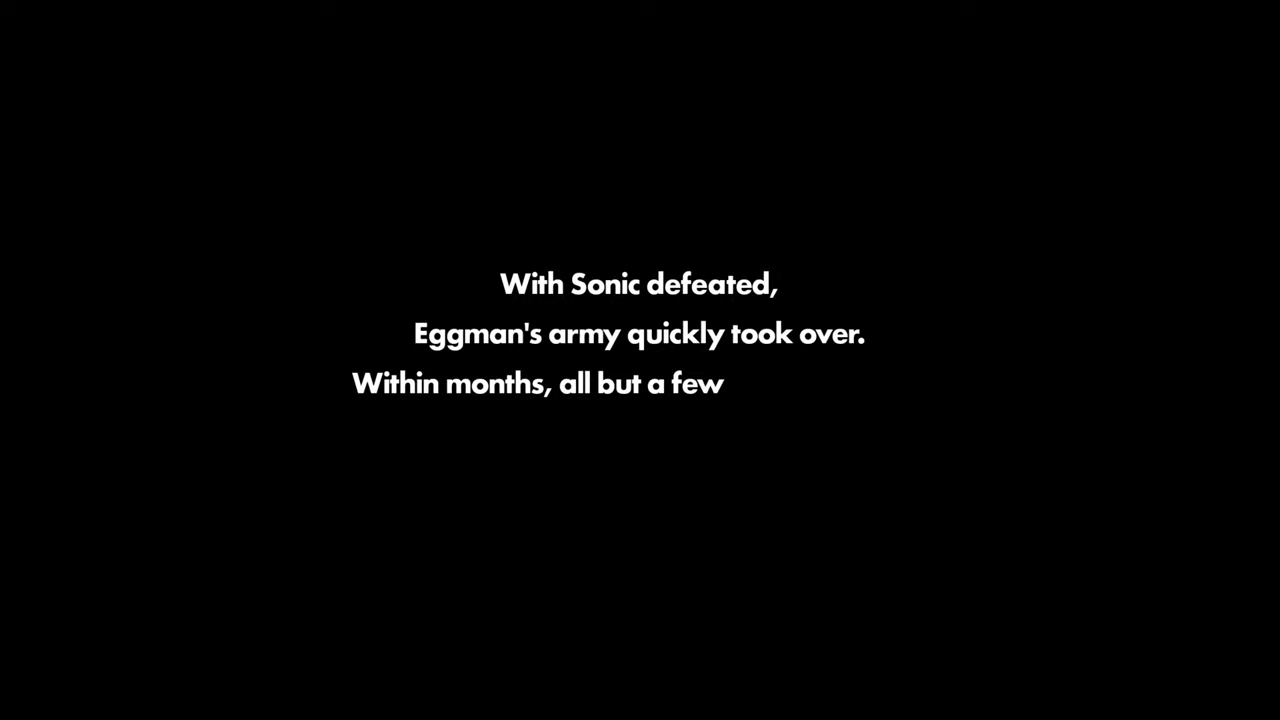 With Sonic defeated,
Eggman's army quickly took over.
Within months, all but a few